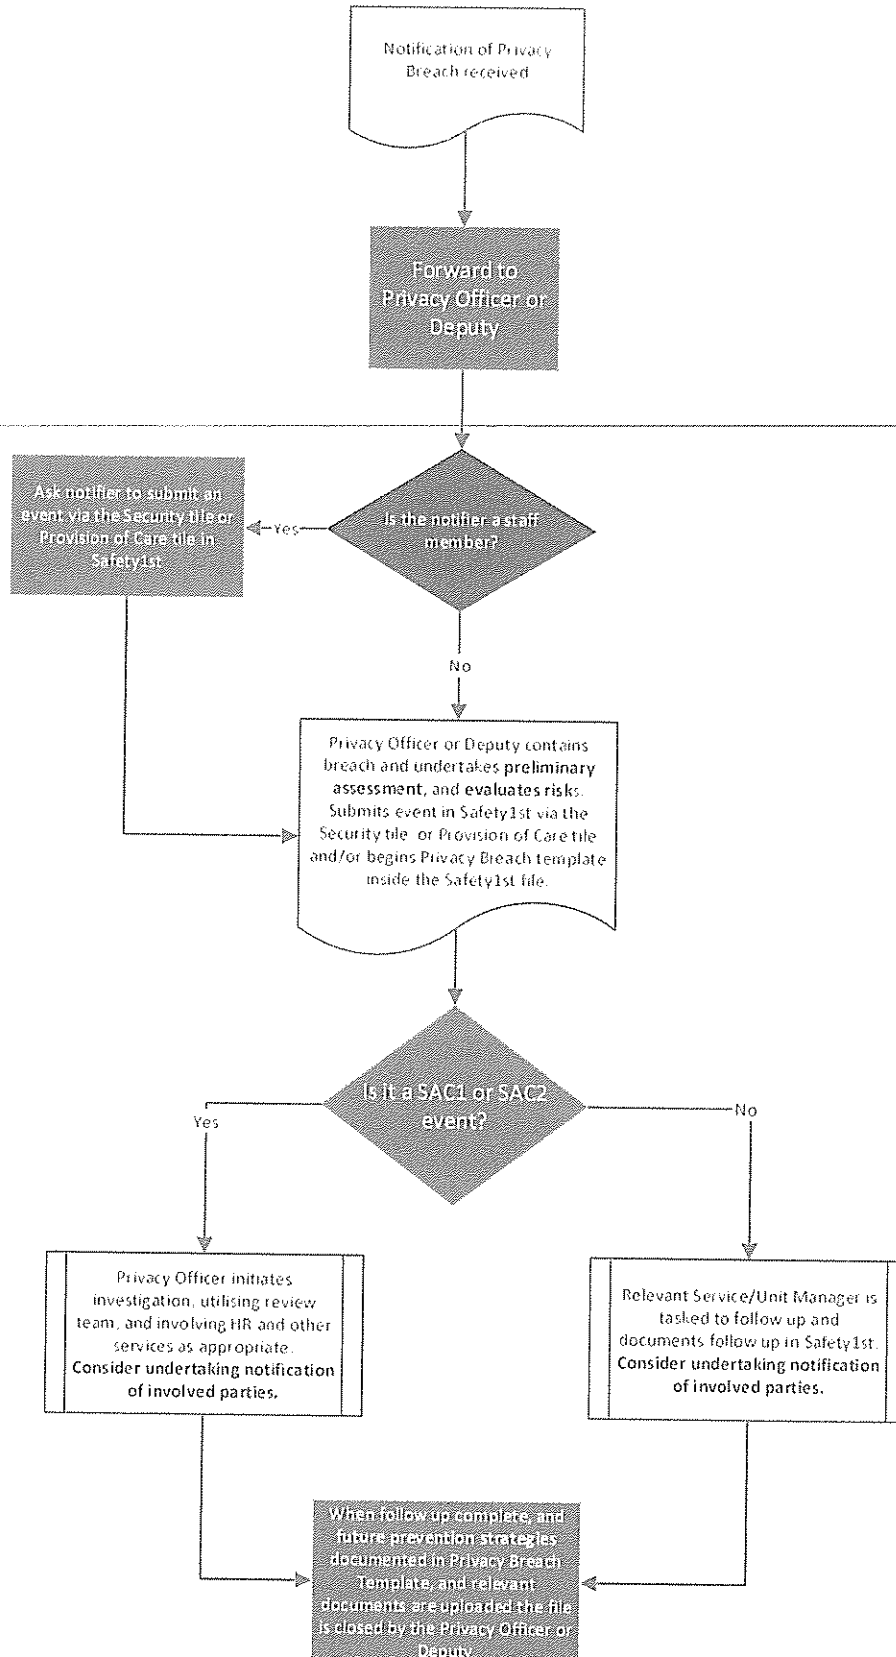 Notification of Privacy
Breach received
Forward to
Privacy Officer or
Deputy
Is the notifier a staff
member?
Yes
Ask notifier to submit an
event via the Security tile or
Provision of Care tile in
Safety1st
No
Privacy Officer or Deputy contains
breach and undertakes preliminary
assessment, and evaluates risks.
Submits event in Safety1st via the
Security tile or Provision of Care tile
and/or begins Privacy Breach template
inside the Safety1st file.
Is it a SAC1 or SAC2
event?
Yes
No
Privacy Officer initiates
investigation, utilising review
team, and involving HR and other
services as appropriate.
Consider undertaking notification
of involved parties.
Relevant Service/Unit Manager is
tasked to follow up and
documents follow up in Safety1st.
Consider undertaking notification
of involved parties.
When follow up complete, and
future prevention strategies
documented in Privacy Breach
Template, and relevant
documents are uploaded the file
is closed by the Privacy Officer or
Deputy